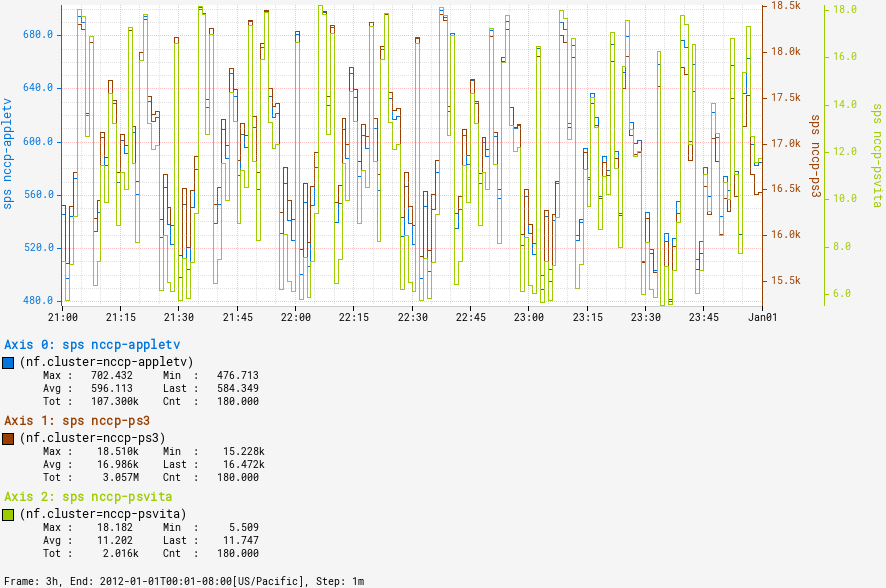 18.5k
18.0
680.0
18.0k
16.0
640.0
17.5k
14.0
sps nccp-appletv
sps nccp-ps3
sps nccp-psvita
600.0
17.0k
12.0
560.0
16.5k
10.0
520.0
16.0k
8.0
15.5k
480.0
6.0
21:00 21:15 21:30 21:45 22:00 22:15 22:30 22:45 23:00 23:15 23:30 23:45 Jan01
Axis 0: sps nccp-appletv
(nf.cluster=nccp-appletv)
Max : 702.432 Min : 476.713
Avg : 596.113 Last : 584.349
Tot : 107.300k Cnt : 180.000
Axis 1: sps nccp-ps3
(nf.cluster=nccp-ps3)
Max : 18.510k Min : 15.228k
Avg : 16.986k Last : 16.472k
Tot : 3.057M Cnt : 180.000
Axis 2: sps nccp-psvita
(nf.cluster=nccp-psvita)
Max : 18.182 Min : 5.509
Avg : 11.202 Last : 11.747
Tot : 2.016k Cnt : 180.000
Frame: 3h, End: 2012-01-01T00:01-08:00[US/Pacific], Step: 1m